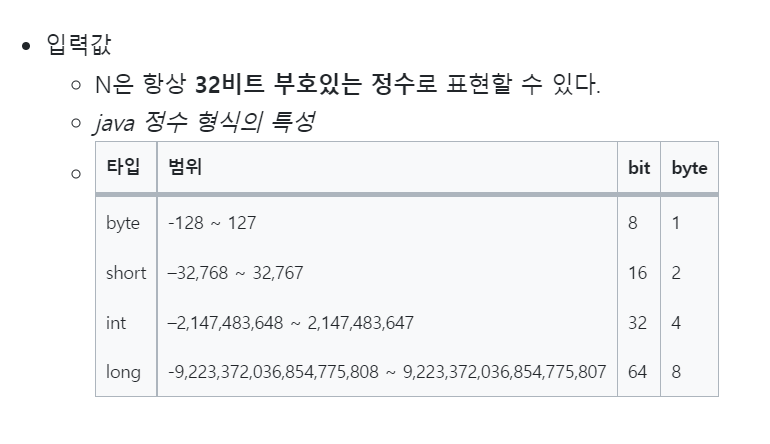 입력값
N은 항상 32비트 부호있는 정수로 표현할 수 있다.
java 정수 형식의 특성
타입 범위 bit byte
byte -128 ~ 127 8 1
short –32,768 ~ 32,767 16 2
int –2,147,483,648 ~ 2,147,483,647 32 4
long -9,223,372,036,854,775,808 ~ 9,223,372,036,854,775,807 64 8